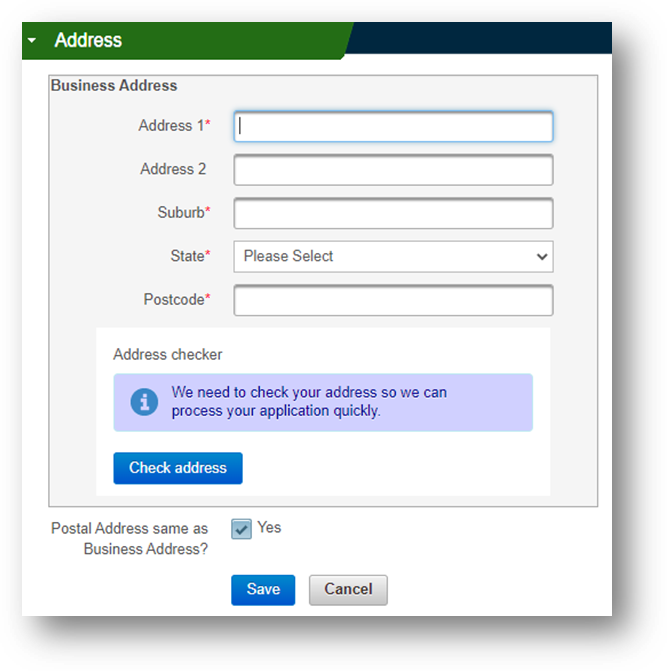 Address
Business Address
Address 1*
Address 2
Suburb*
State* Please Select
Postcode*
Address checker
We need to check your address so we can
process your application quickly.
Check address
Postal Address same as
Business Address?
Yes
Save Cancel